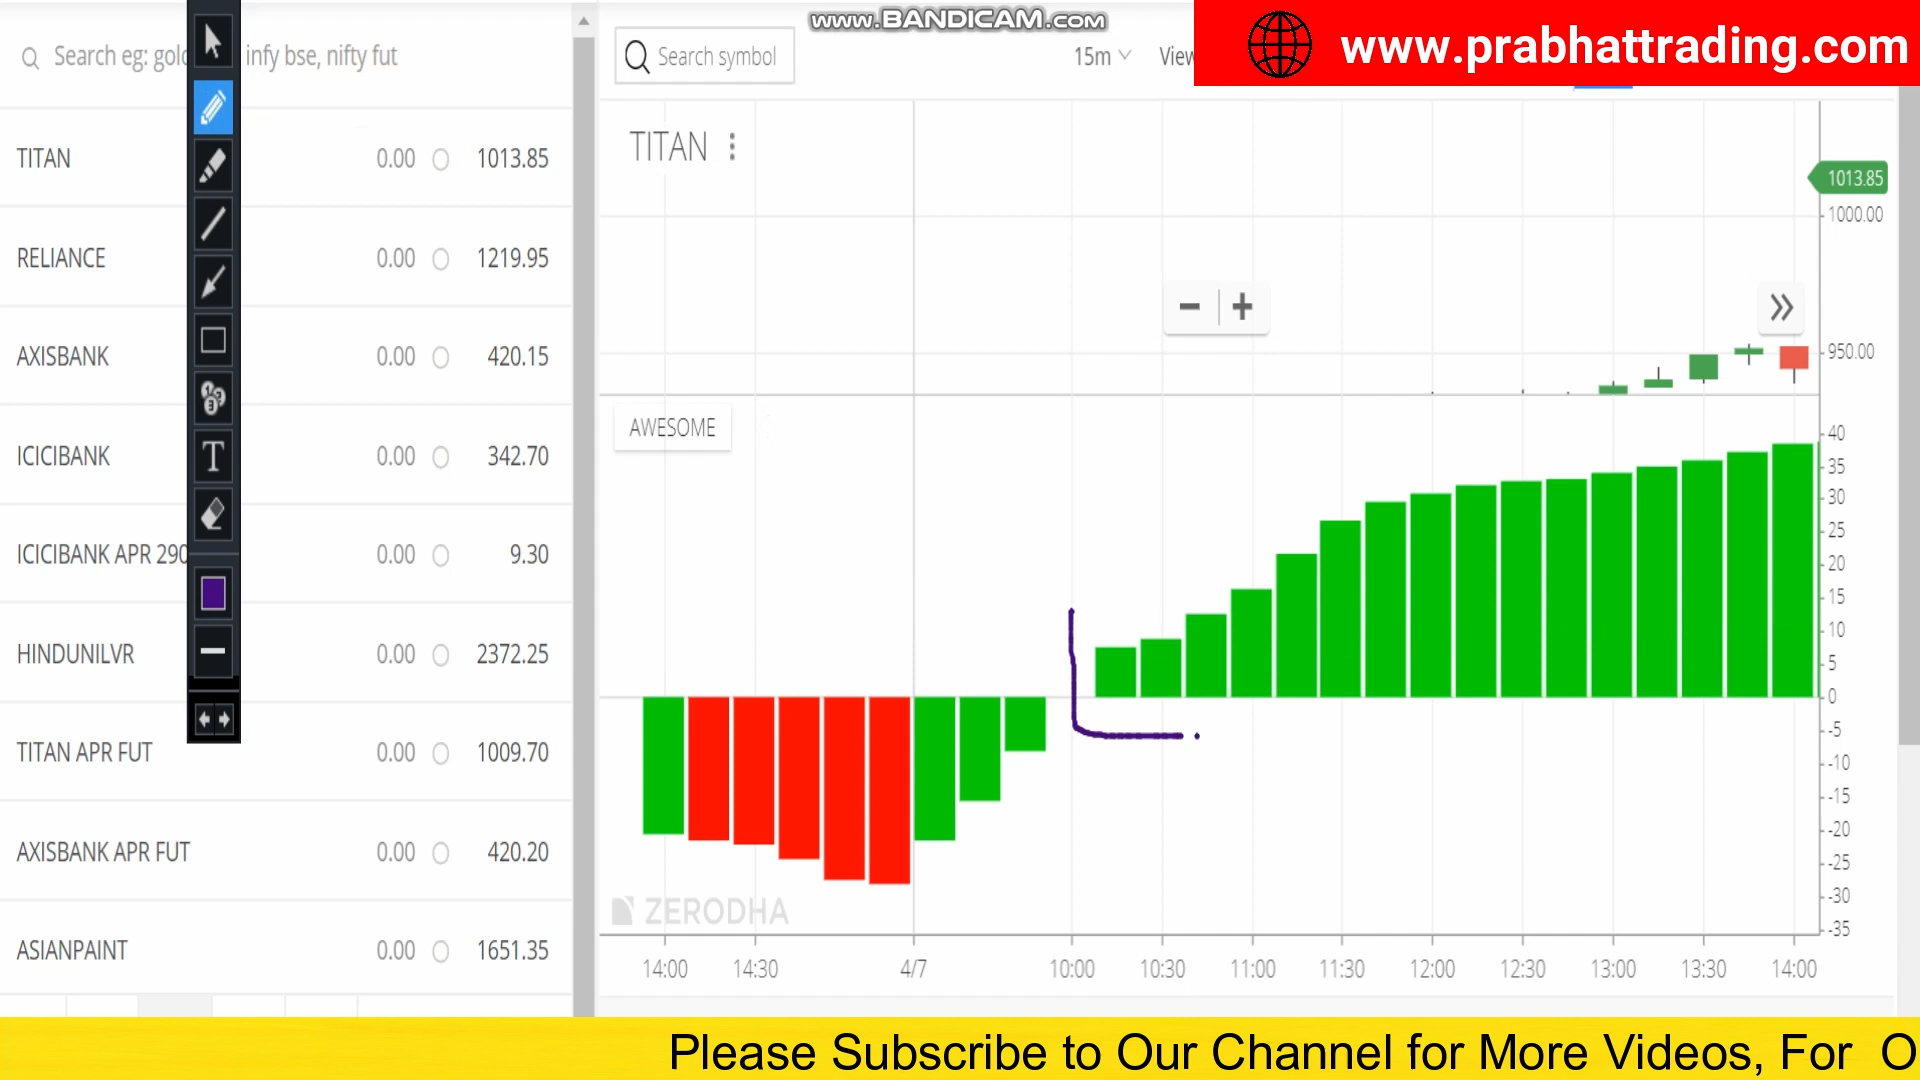 www.BANDICAM.com
www.prabhattrading.com
Search eg: infy bse, nifty fut
Search symbol
15m
View
TITAN 0.00 1013.85
RELIANCE 0.00 1219.95
AXISBANK 0.00 420.15
ICICIBANK 0.00 342.70
ICICIBANK APR 290 0.00 9.30
HINDUNILVR 0.00 2372.25
TITAN APR FUT 0.00 1009.70
AXISBANK APR FUT 0.00 420.20
ASIANPAINT 0.00 1651.35
T
TITAN
1013.85
1000.00
950.00
AWESOME
40
35
30
25
20
15
10
5
0
-5
-10
-15
-20
-25
-30
-35
ZERODHA
14:00 14:30 4/7 10:00 10:30 11:00 11:30 12:00 12:30 13:00 13:30 14:00
Please Subscribe to Our Channel for More Videos, For O